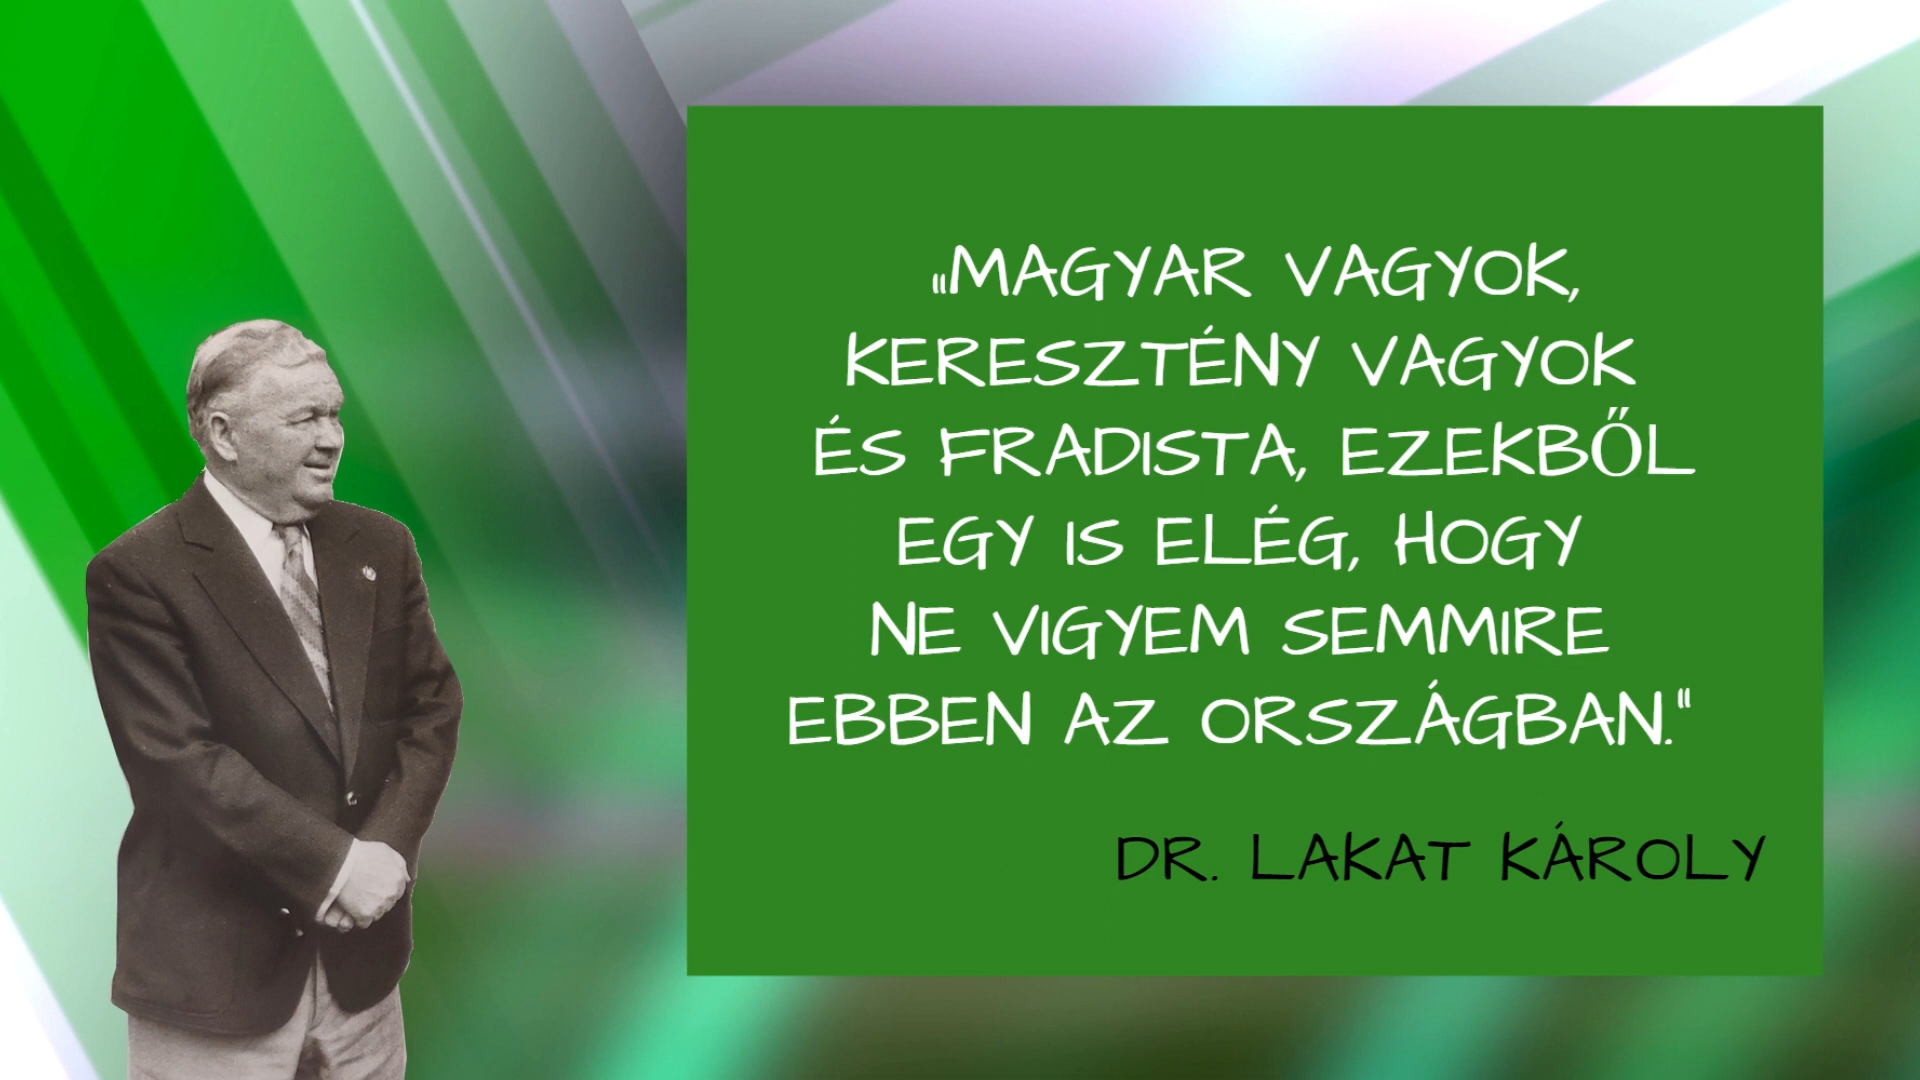 „MAGYAR VAGYOK,
KERESZTÉNY VAGYOK
ÉS FRADISTA, EZEKBŐL
EGY IS ELÉG, HOGY
NE VIGYEM SEMMIRE
EBBEN AZ ORSZÁGBAN."
DR. LAKAT KÁROLY